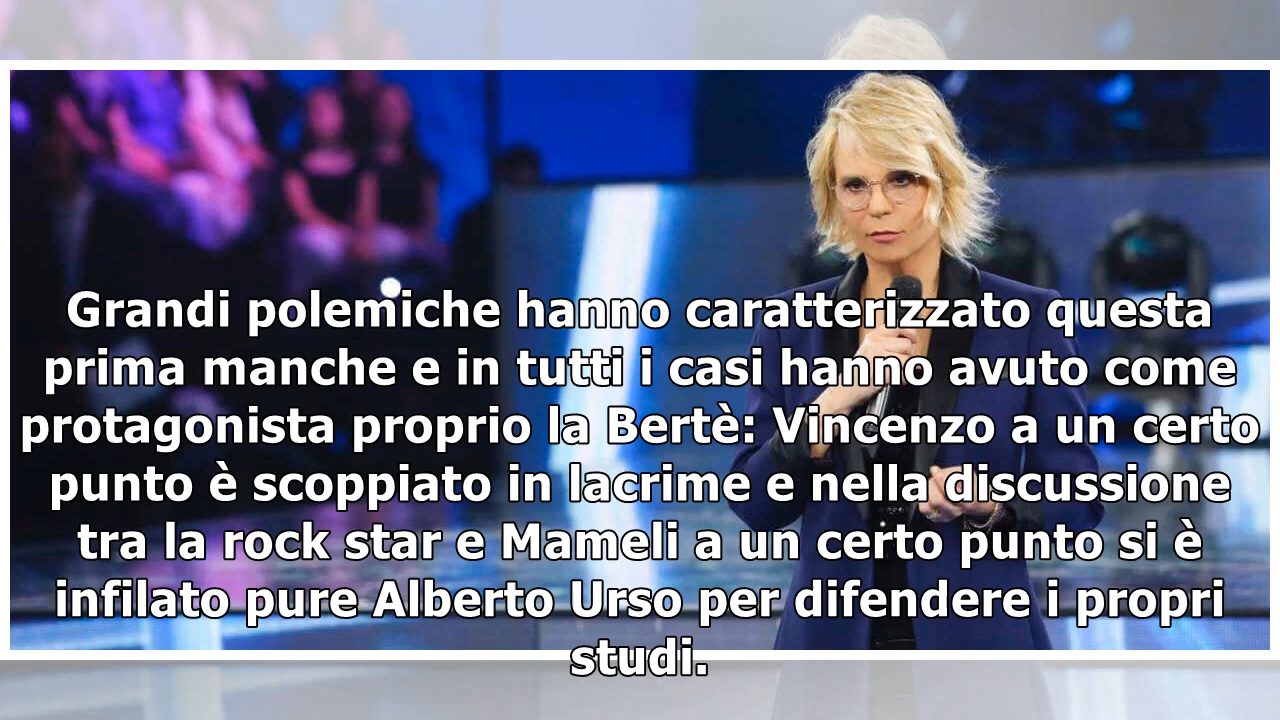 Grandi polemiche hanno caratterizzato questa
prima manche e in tutti i casi hanno avuto come
protagonista proprio la Bertè: Vincenzo a un certo
punto è scoppiato in lacrime e nella discussione
tra la rock star e Mameli a un certo punto si è
infilato pure Alberto Urso per difendere i propri
studi.